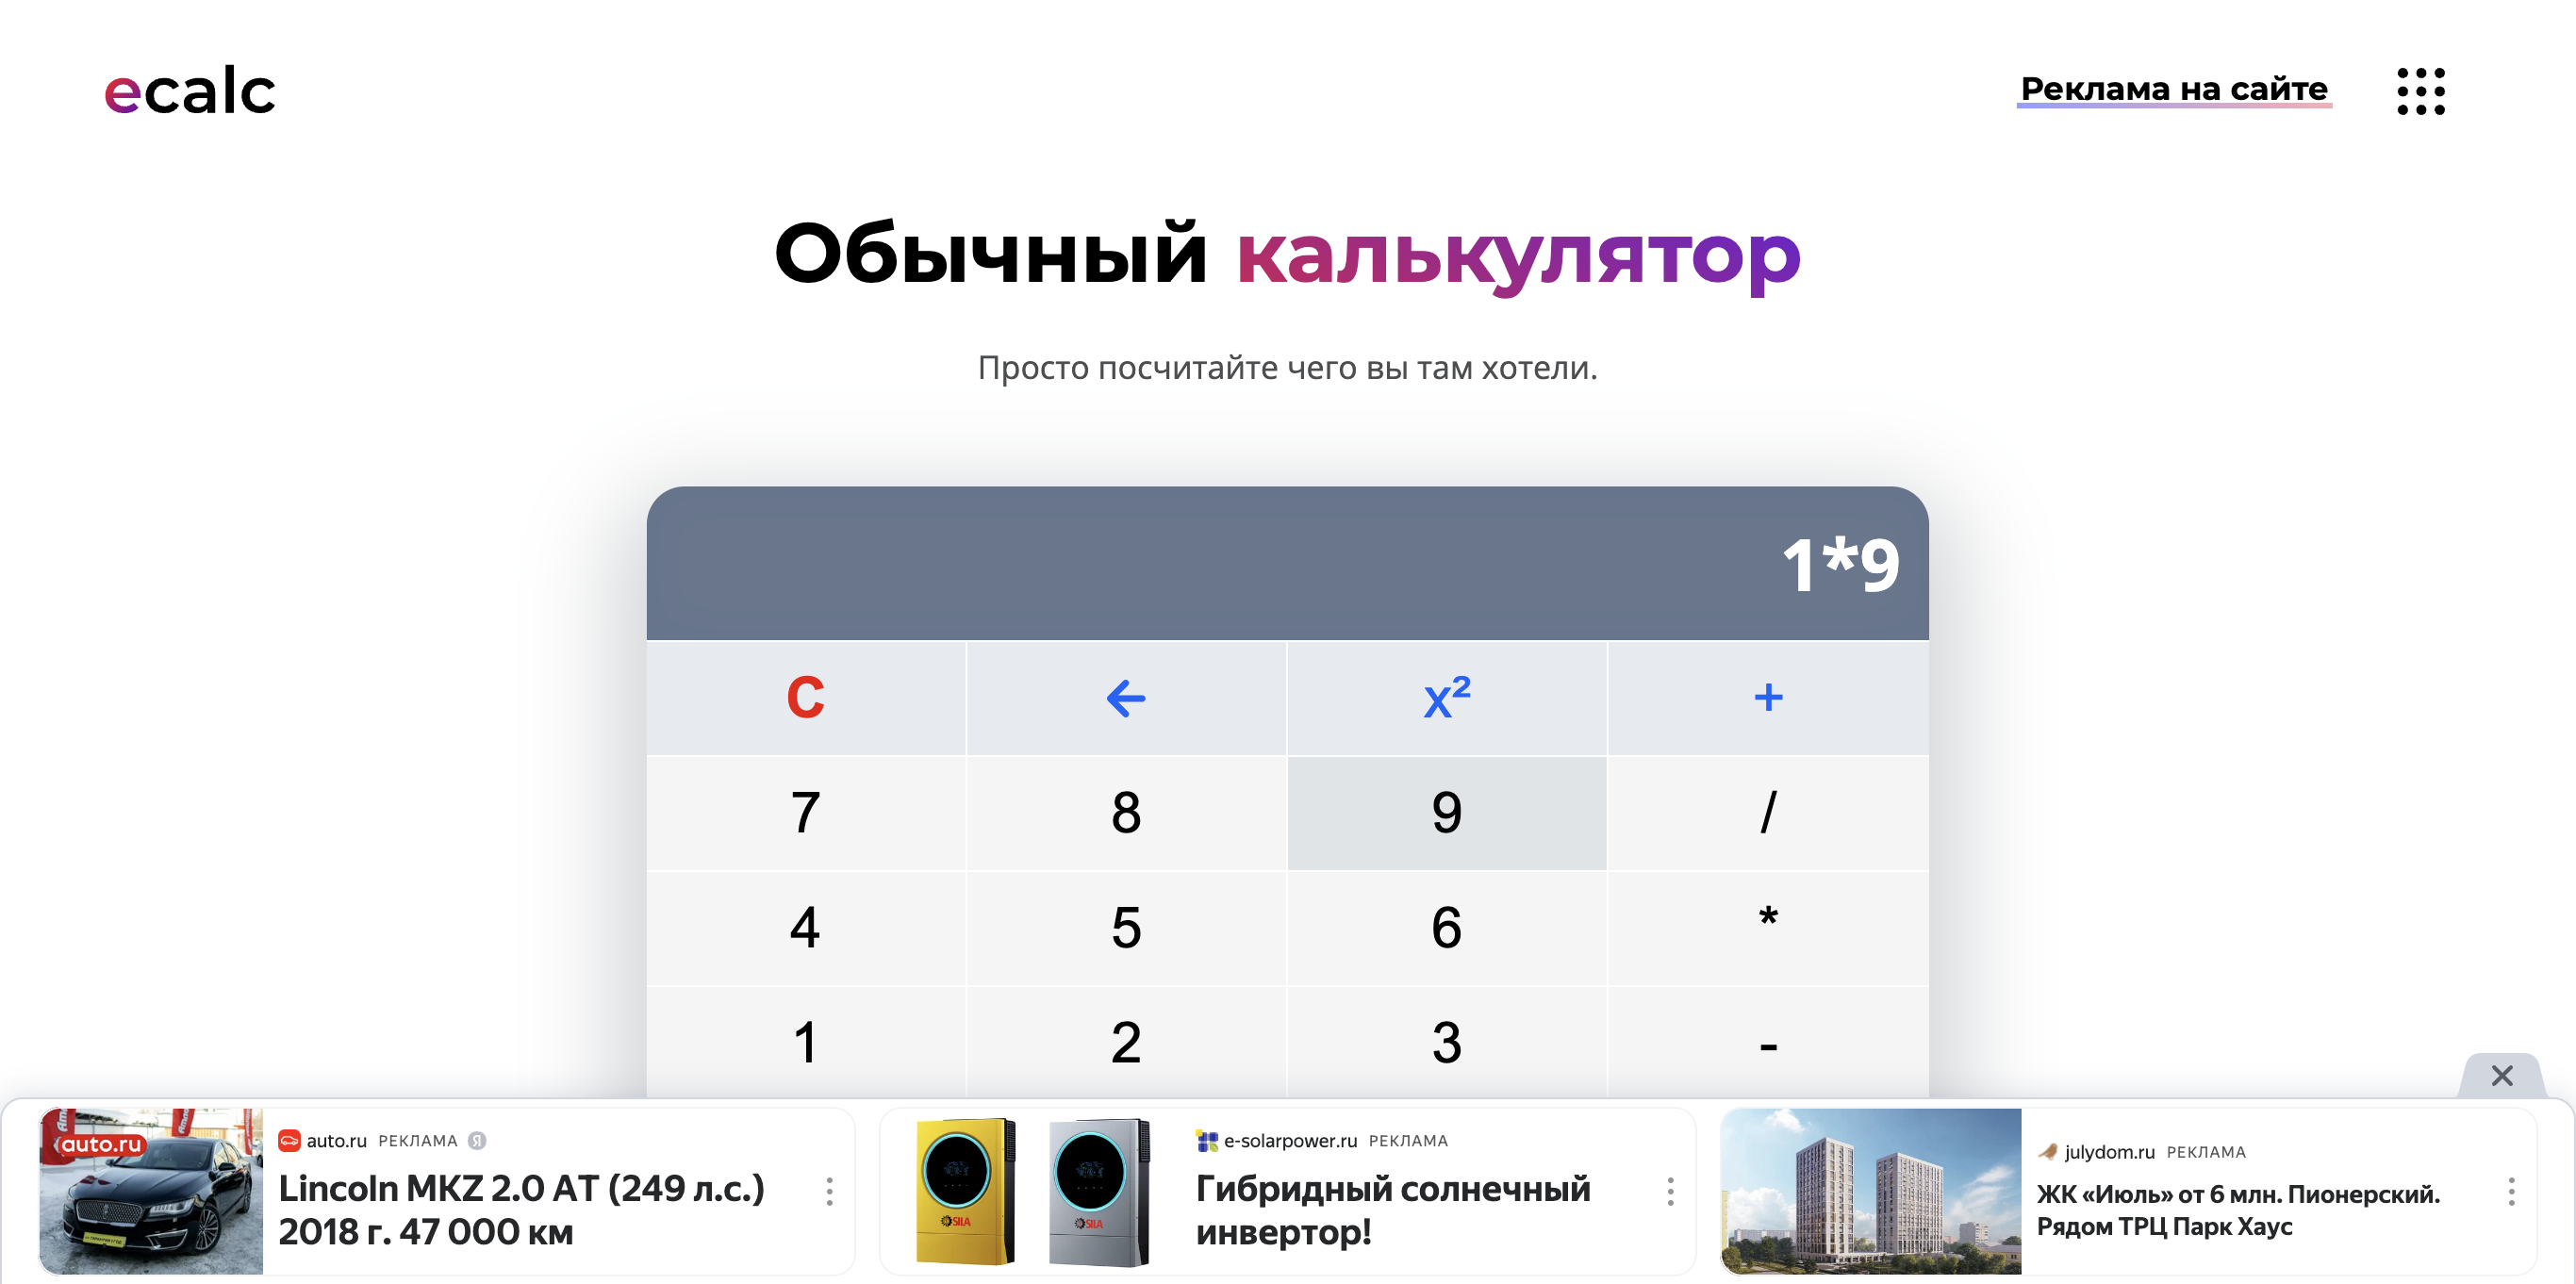 ecalc
Реклама на сайте
Обычный калькулятор
Просто посчитайте чего вы там хотели.
1*9
C ← x² +
7 8 9 /
4 5 6 *
1 2 3 -
auto.ru
auto.ru РЕКЛАМА Я
Lincoln MKZ 2.0 AT (249 л.с.)
2018 г. 47 000 км
SILA SILA
e-solarpower.ru РЕКЛАМА
Гибридный солнечный
инвертор!
julydom.ru РЕКЛАМА
ЖК «Июль» от 6 млн. Пионерский.
Рядом ТРЦ Парк Хаус